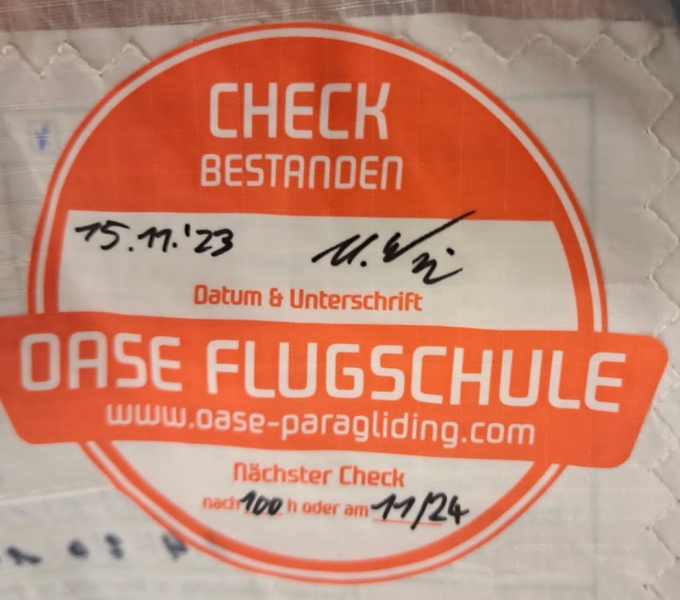 CHECK
BESTANDEN
15.11.'23
Datum & Unterschrift
OASE FLUGSCHULE
www.oase-paragliding.com
Nächster Check
nach 100 h oder am 11/24